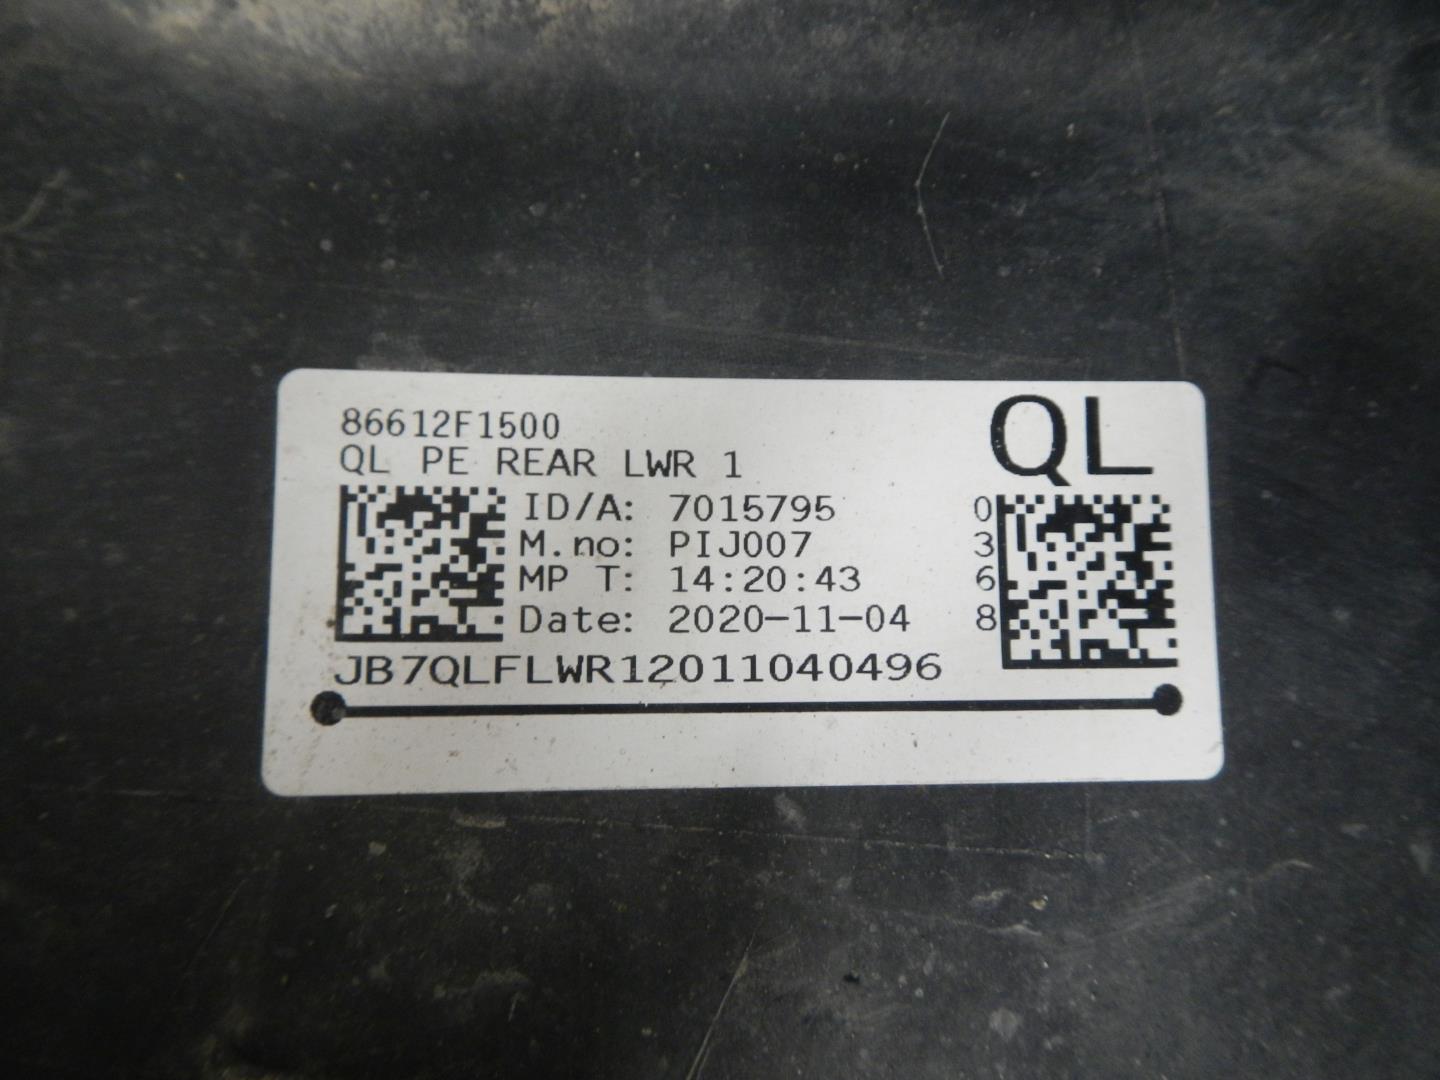 86612F1500
QL
QL PE REAR LWR 1
ID/A: 7015795
M.no: PIJ007
MP T: 14:20:43
Date: 2020-11-04
0
3
6
8
JB7QLFLWR12011040496